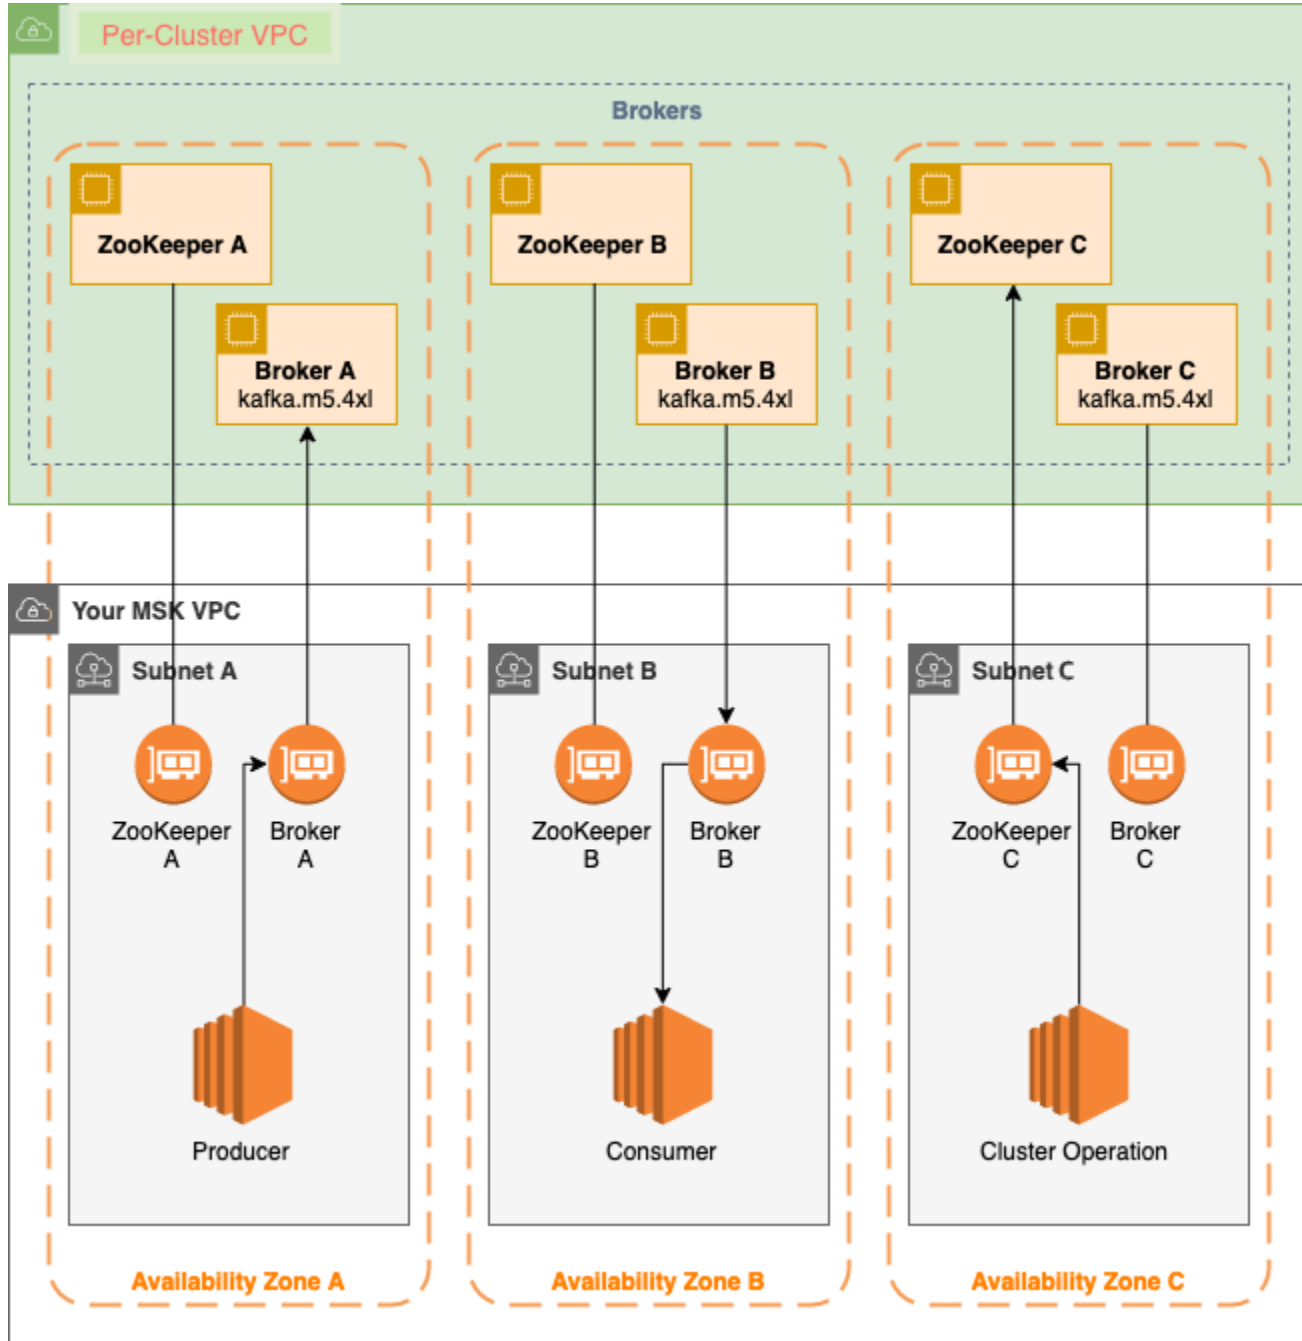 Per-Cluster VPC
Brokers
ZooKeeper A
ZooKeeper B
ZooKeeper C
Broker A
kafka.m5.4xl
Broker B
kafka.m5.4xl
Broker C
kafka.m5.4xl
Your MSK VPC
Subnet A
Subnet B
Subnet C
ZooKeeper
A
Broker
A
ZooKeeper
B
Broker
B
ZooKeeper
C
Broker
C
Producer
Consumer
Cluster Operation
Availability Zone A
Availability Zone B
Availability Zone C